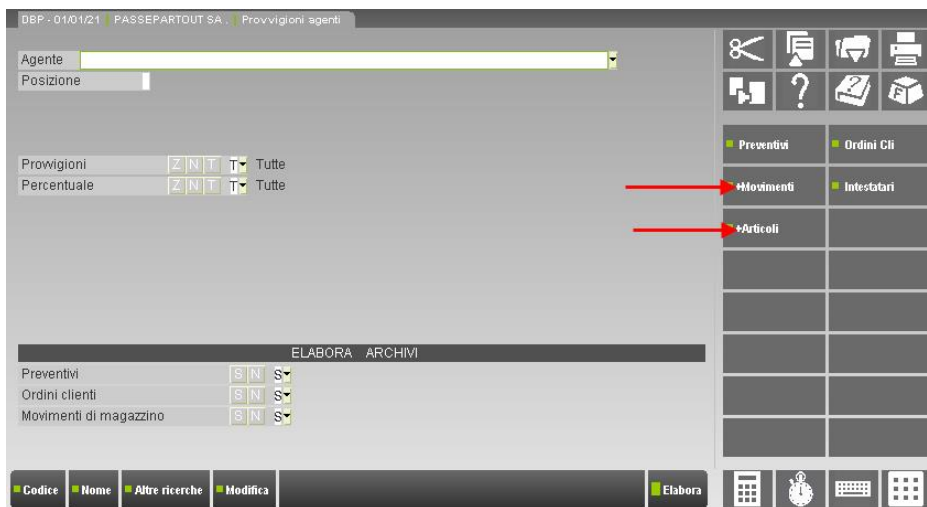 DBP - 01/01/21 PASSEPARTOUT SA . Provvigioni agenti
Agente
Posizione
Provvigioni Z N T T Tutte
Percentuale Z N T T Tutte
ELABORA ARCHIVI
Preventivi S N S
Ordini clienti S N S
Movimenti di magazzino S N S
Codice Nome Altre ricerche Modifica Elabora
? ? F
Preventivi Ordini Cli
+Movimenti Intestatari
+Articoli